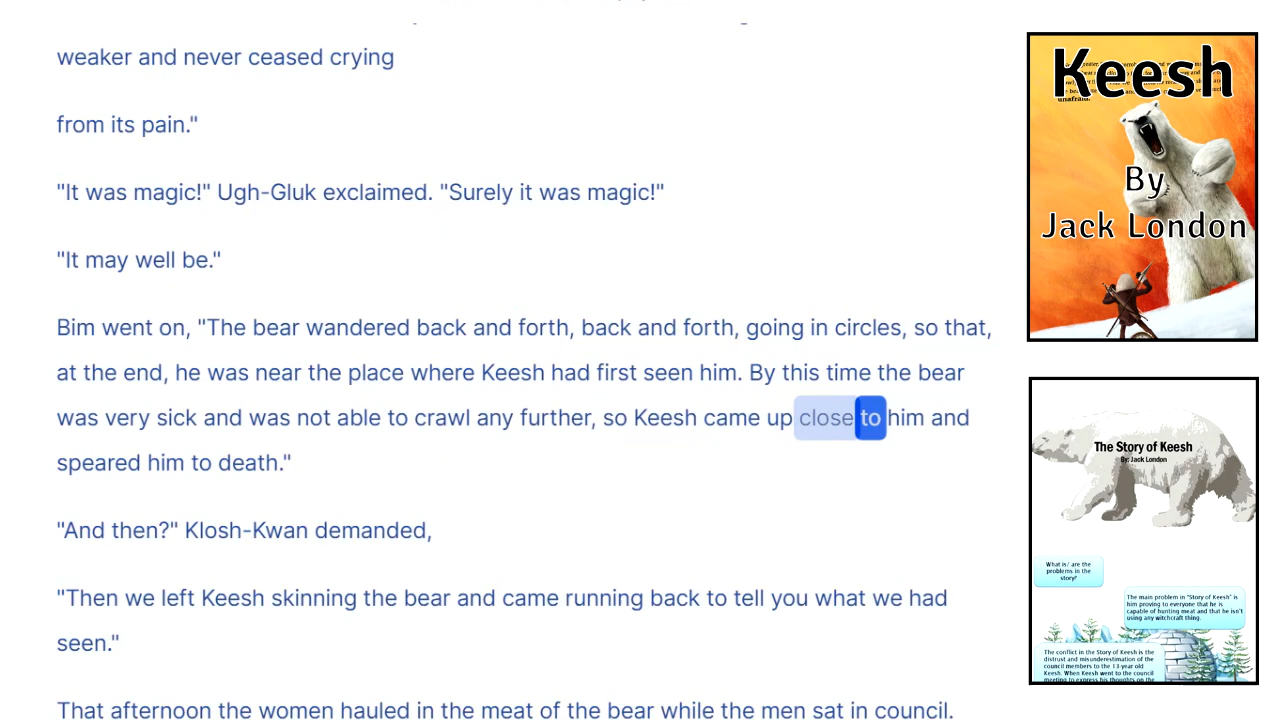 weaker and never ceased crying
from its pain."
"It was magic!" Ugh-Gluk exclaimed. "Surely it was magic!"
"It may well be."
Bim went on, "The bear wandered back and forth, back and forth, going in circles, so that,
at the end, he was near the place where Keesh had first seen him. By this time the bear
was very sick and was not able to crawl any further, so Keesh came up close to him and
speared him to death."
"And then?" Klosh-Kwan demanded,
"Then we left Keesh skinning the bear and came running back to tell you what we had
seen."
That afternoon the women hauled in the meat of the bear while the men sat in council.
Keesh
unafraid.
By
Jack London
The Story of Keesh
By: Jack London
What is/ are the
problems in the
story?
The main problem in "Story of Keesh" is
him proving to everyone that he is
capable of hunting meat and that he isn't
using any witchcraft thing.
The conflict in the Story of Keesh is the
distrust and misunderestimation of the
council members to the 13-year old
Keesh. When Keesh went to the council
meeting to express his thoughts on the